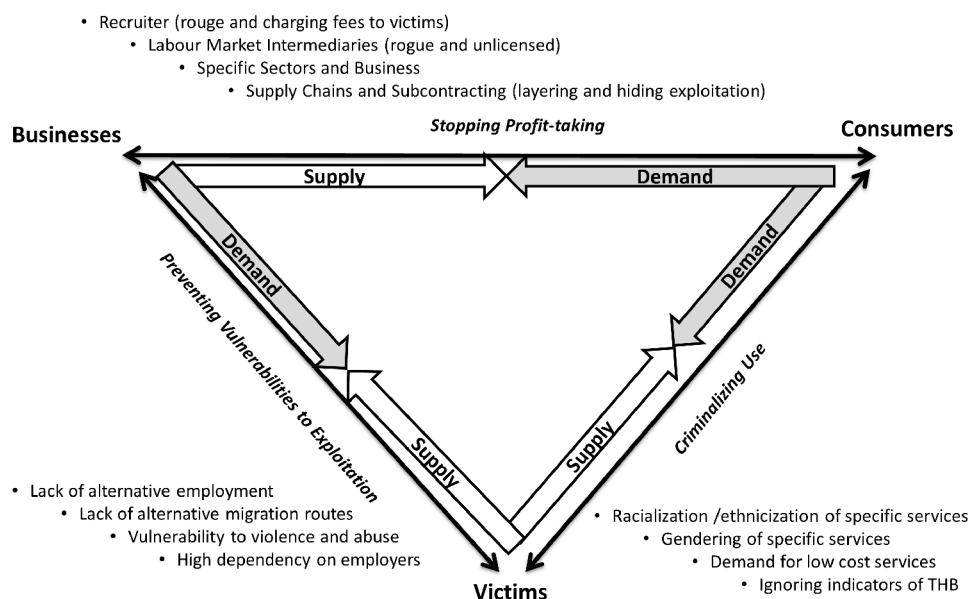 • Recruiter (rouge and charging fees to victims)
• Labour Market Intermediaries (rogue and unlicensed)
• Specific Sectors and Business
• Supply Chains and Subcontracting (layering and hiding exploitation)
Stopping Profit-taking
Businesses
Consumers
Supply
Demand
Demand
Demand
Preventing Vulnerabilities to Exploitation
Criminalizing Use
Supply
Supply
• Lack of alternative employment
• Lack of alternative migration routes
• Vulnerability to violence and abuse
• High dependency on employers
• Racialization /ethnicization of specific services
• Gendering of specific services
• Demand for low cost services
• Ignoring indicators of THB
Victims